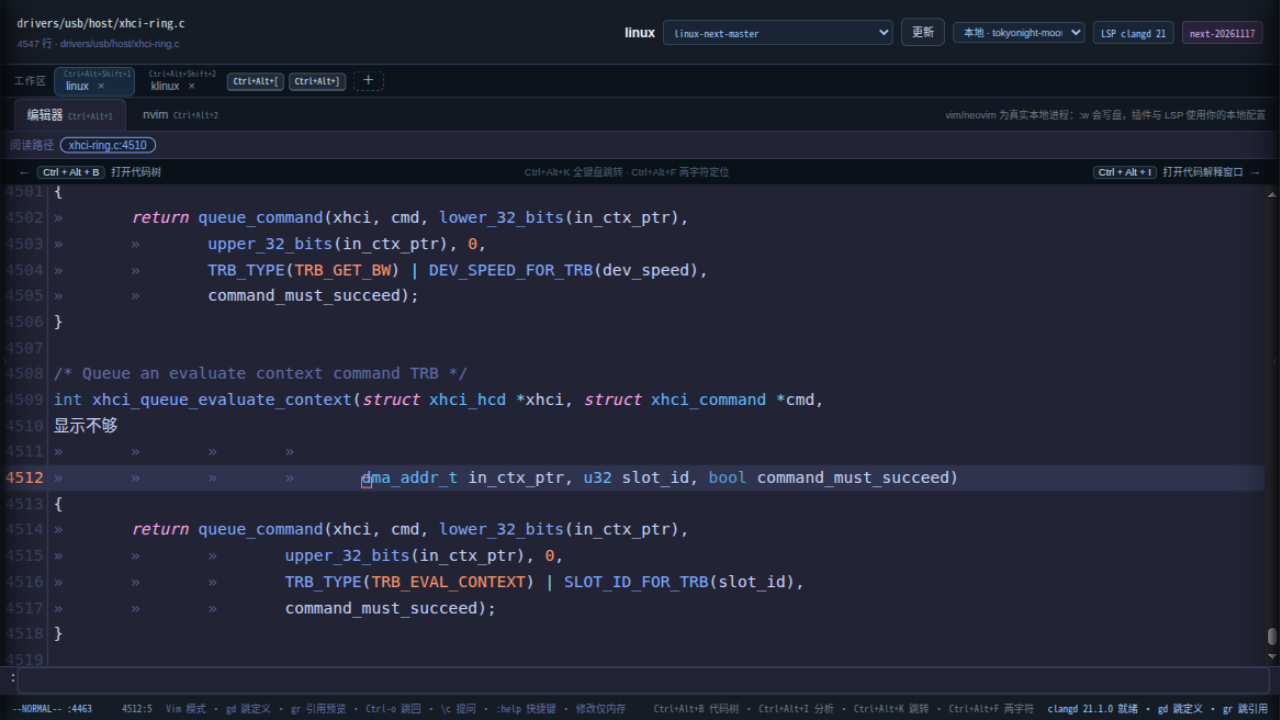 drivers/usb/host/xhci-ring.c
4547 行 · drivers/usb/host/xhci-ring.c
linux
linux-next-master
更新
本地 · tokyonight-moon
LSP clangd 21
next-20261117
工作区
Ctrl+Alt+Shift+1
linux ×
Ctrl+Alt+Shift+2
klinux ×
Ctrl+Alt+[
Ctrl+Alt+]
+
编辑器 Ctrl+Alt+1
nvim Ctrl+Alt+2
vim/neovim 为真实本地进程：:w 会写盘，插件与 LSP 使用你的本地配置
阅读路径 xhci-ring.c:4510
← Ctrl + Alt + B 打开代码树
Ctrl+Alt+K 全键盘跳转 · Ctrl+Alt+F 两字符定位
Ctrl + Alt + I 打开代码解释窗口 →
4501 {
4502 » return queue_command(xhci, cmd, lower_32_bits(in_ctx_ptr),
4503 » » upper_32_bits(in_ctx_ptr), 0,
4504 » » TRB_TYPE(TRB_GET_BW) | DEV_SPEED_FOR_TRB(dev_speed),
4505 » » command_must_succeed);
4506 }
4507
4508 /* Queue an evaluate context command TRB */
4509 int xhci_queue_evaluate_context(struct xhci_hcd *xhci, struct xhci_command *cmd,
4510 显示不够
4511 » » » »
4512 » » » » dma_addr_t in_ctx_ptr, u32 slot_id, bool command_must_succeed)
4513 {
4514 » return queue_command(xhci, cmd, lower_32_bits(in_ctx_ptr),
4515 » » » upper_32_bits(in_ctx_ptr), 0,
4516 » » » TRB_TYPE(TRB_EVAL_CONTEXT) | SLOT_ID_FOR_TRB(slot_id),
4517 » » » command_must_succeed);
4518 }
4519
:
--NORMAL-- :4463
4512:5
Vim 模式 · gd 跳定义 · gr 引用预览 · Ctrl-o 跳回 · \c 提问 · :help 快捷键 · 修改仅内存
Ctrl+Alt+B 代码树 · Ctrl+Alt+I 分析 · Ctrl+Alt+K 跳转 · Ctrl+Alt+F 两字符
clangd 21.1.0 就绪 · gd 跳定义 · gr 跳引用